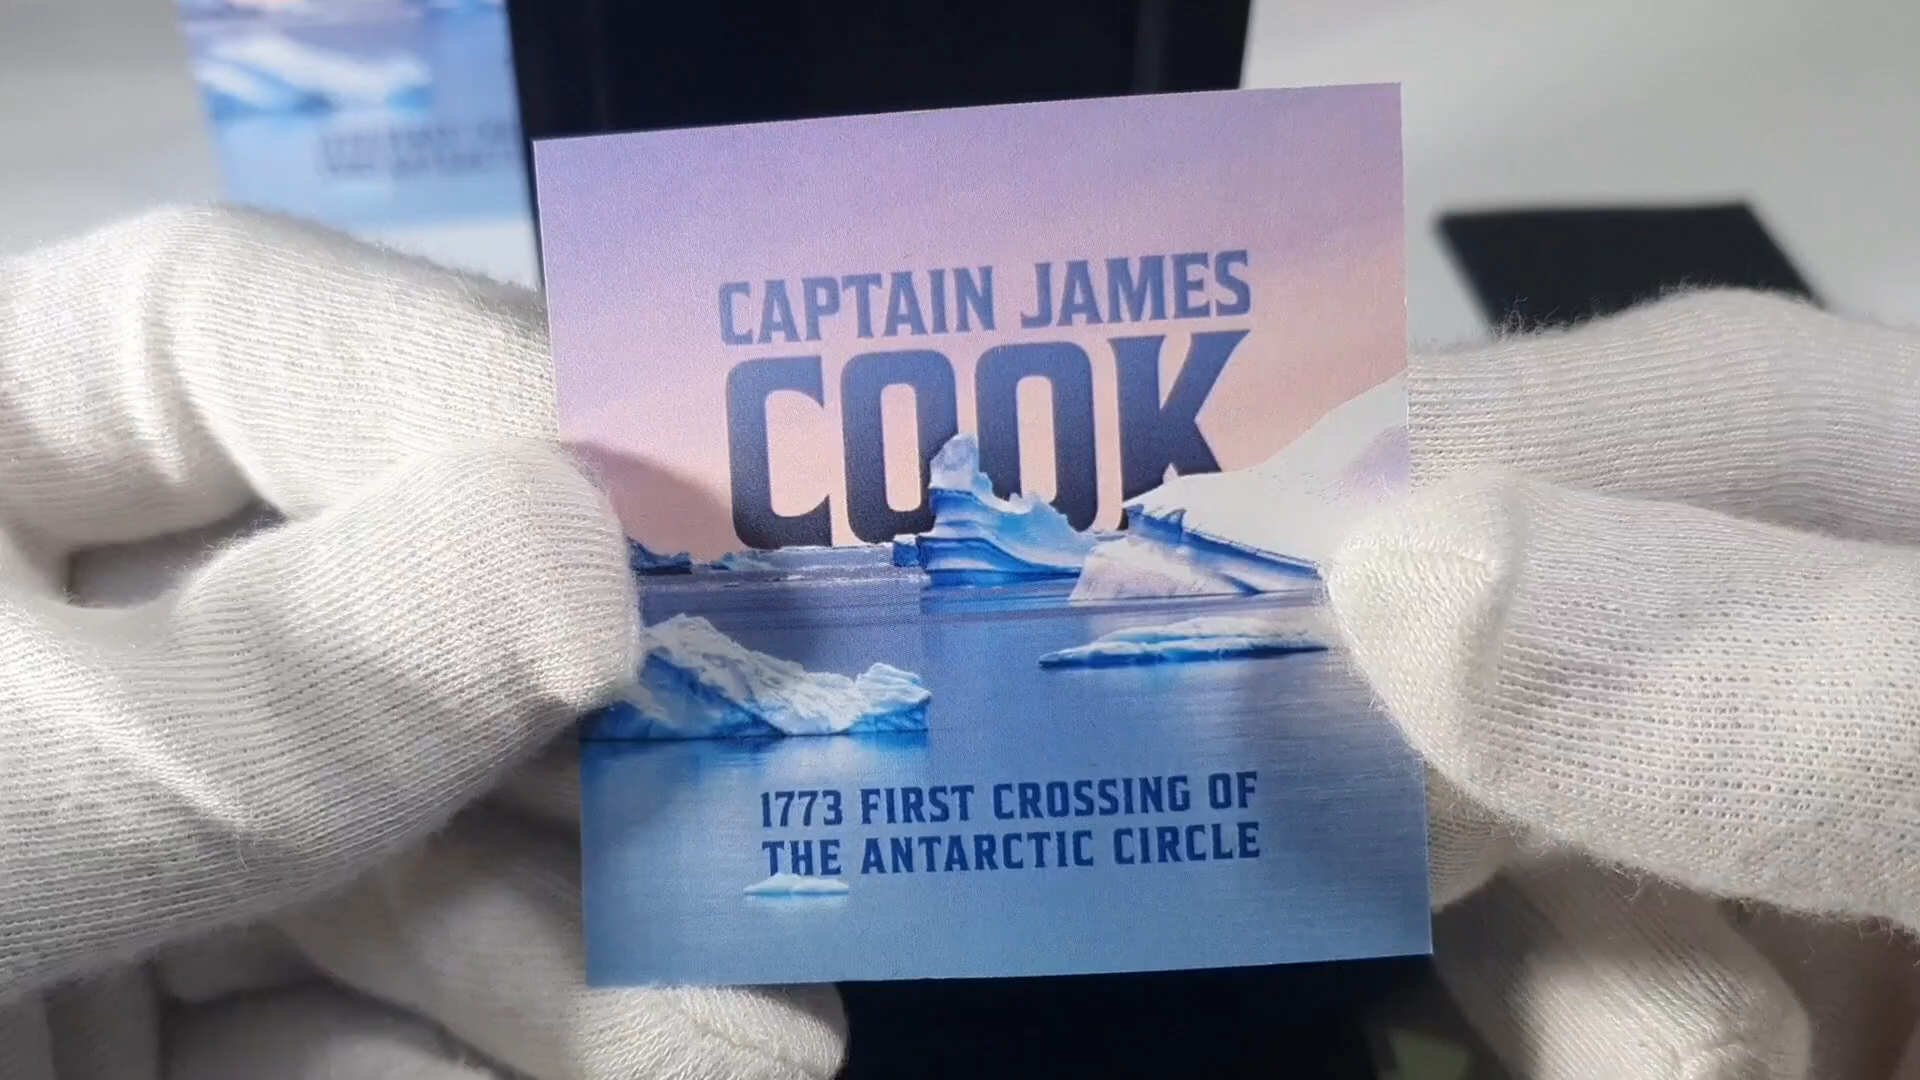 CAPTAIN JAMES
COOK
1773 FIRST CROSSING OF
THE ANTARCTIC CIRCLE